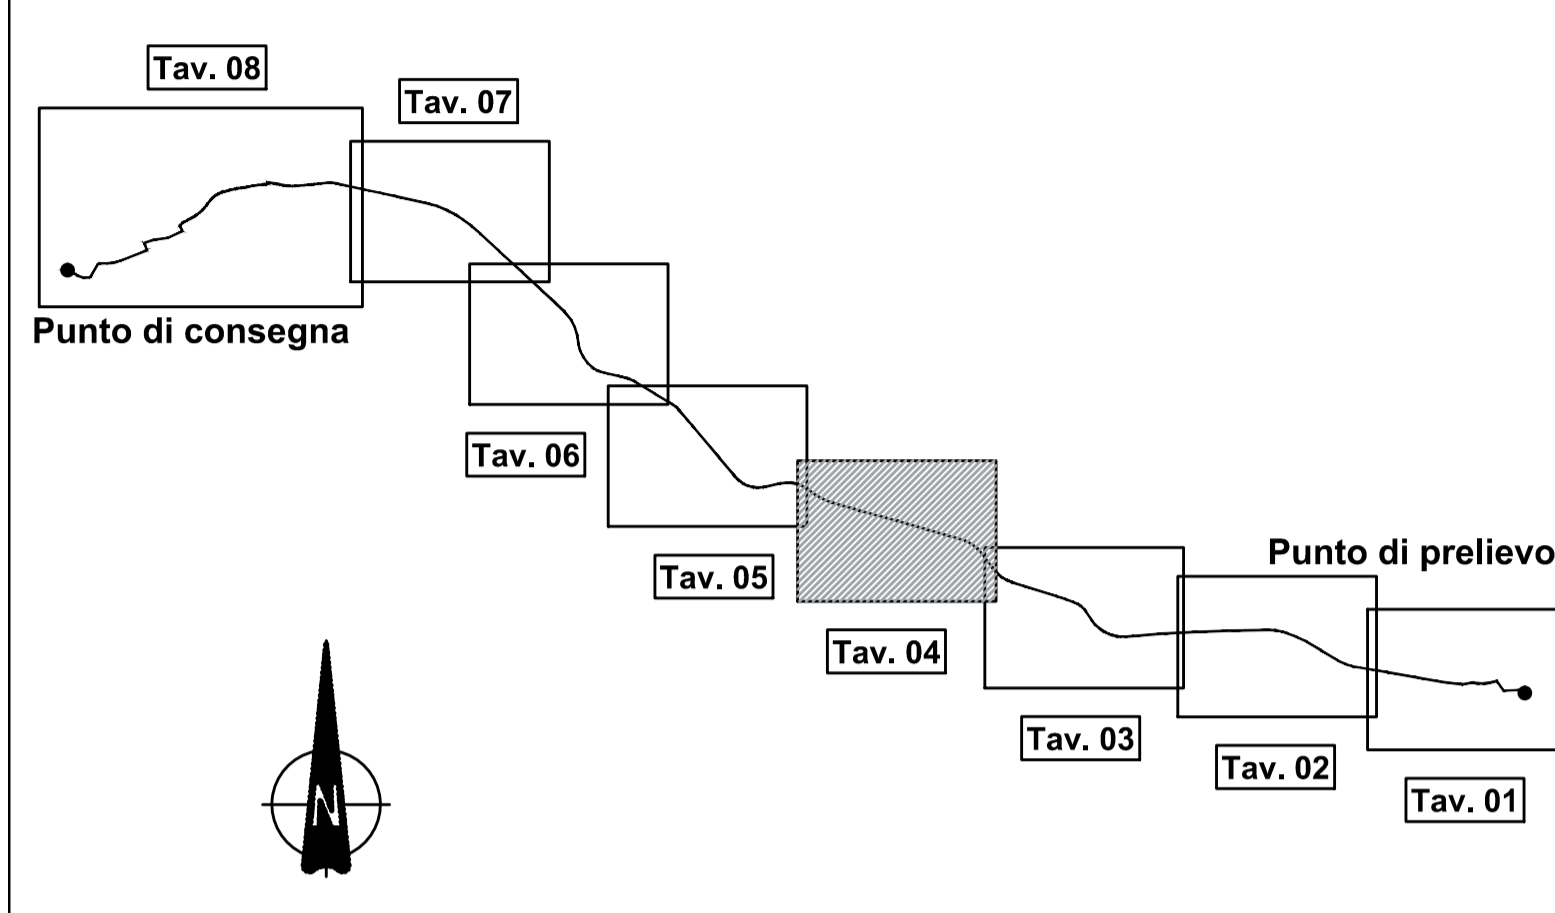 Tav. 08
Tav. 07
Punto di consegna
Tav. 06
Tav. 05
Punto di prelievo
Tav. 04
Tav. 03
Tav. 02
Tav. 01
N